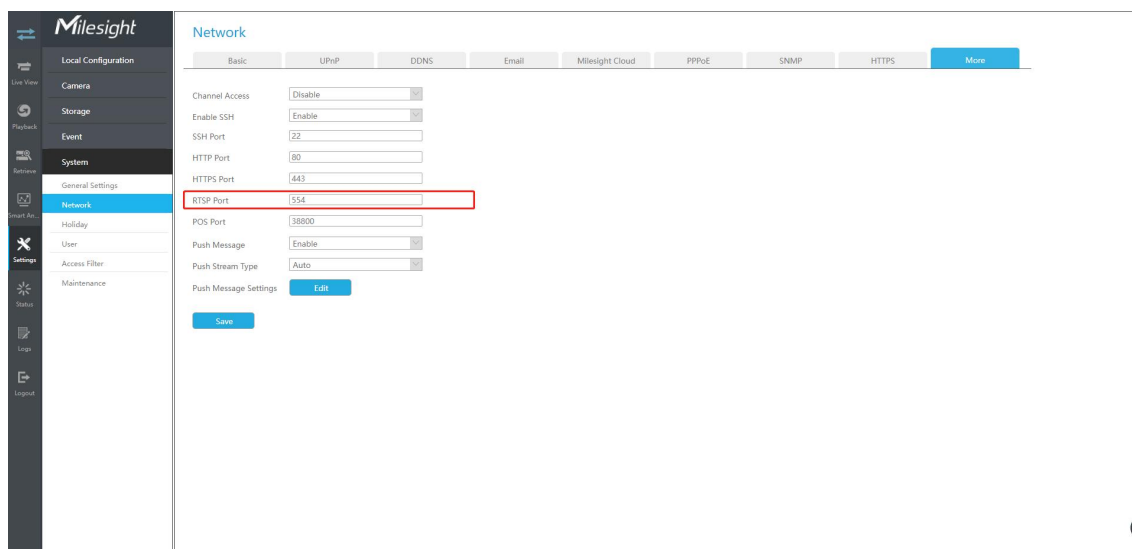 Milesight
Live View
Playback
Retrieve
Smart An...
Settings
Status
Logs
Logout
Local Configuration
Camera
Storage
Event
System
General Settings
Network
Holiday
User
Access Filter
Maintenance
Network
Basic UPnP DDNS Email Milesight Cloud PPPoE SNMP HTTPS More
Channel Access Disable
Enable SSH Enable
SSH Port 22
HTTP Port 80
HTTPS Port 443
RTSP Port 554
POS Port 38800
Push Message Enable
Push Stream Type Auto
Push Message Settings Edit
Save